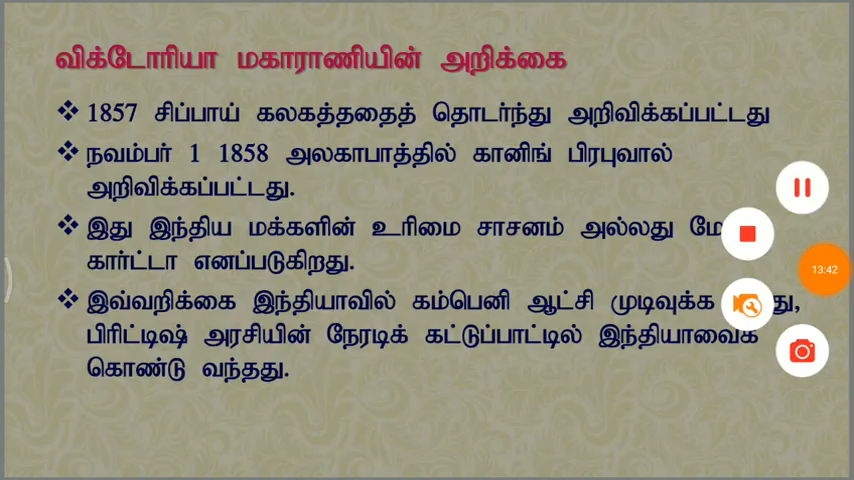 விக்டோரியா மகாராணியின் அறிக்கை
❖ 1857 சிப்பாய் கலகத்ததைத் தொடர்ந்து அறிவிக்கப்பட்டது
❖ நவம்பர் 1 1858 அலகாபாத்தில் கானிங் பிரபுவால்
அறிவிக்கப்பட்டது.
❖ இது இந்திய மக்களின் உரிமை சாசனம் அல்லது
கார்ட்டா எனப்படுகிறது.
❖ இவ்வறிக்கை இந்தியாவில் கம்பெனி ஆட்சி
பிரிட்டிஷ் அரசியின் நேரடிக் கட்டுப்பாட்டில் இந்தியாவைக்
கொண்டு வந்தது.
13:42